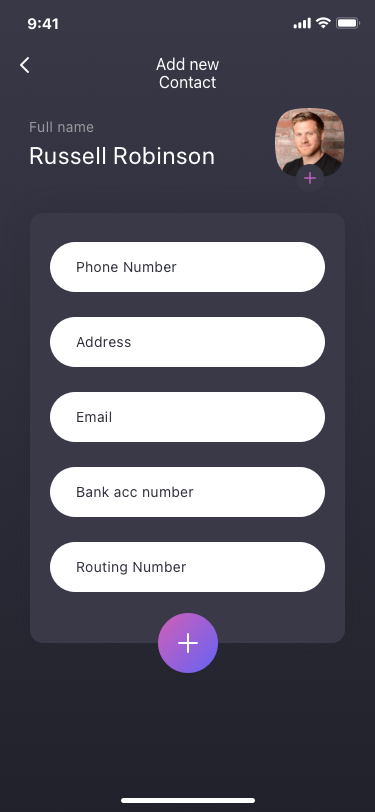 9:41
Add new
Contact
Full name
Russell Robinson
Phone Number
Address
Email
Bank acc number
Routing Number